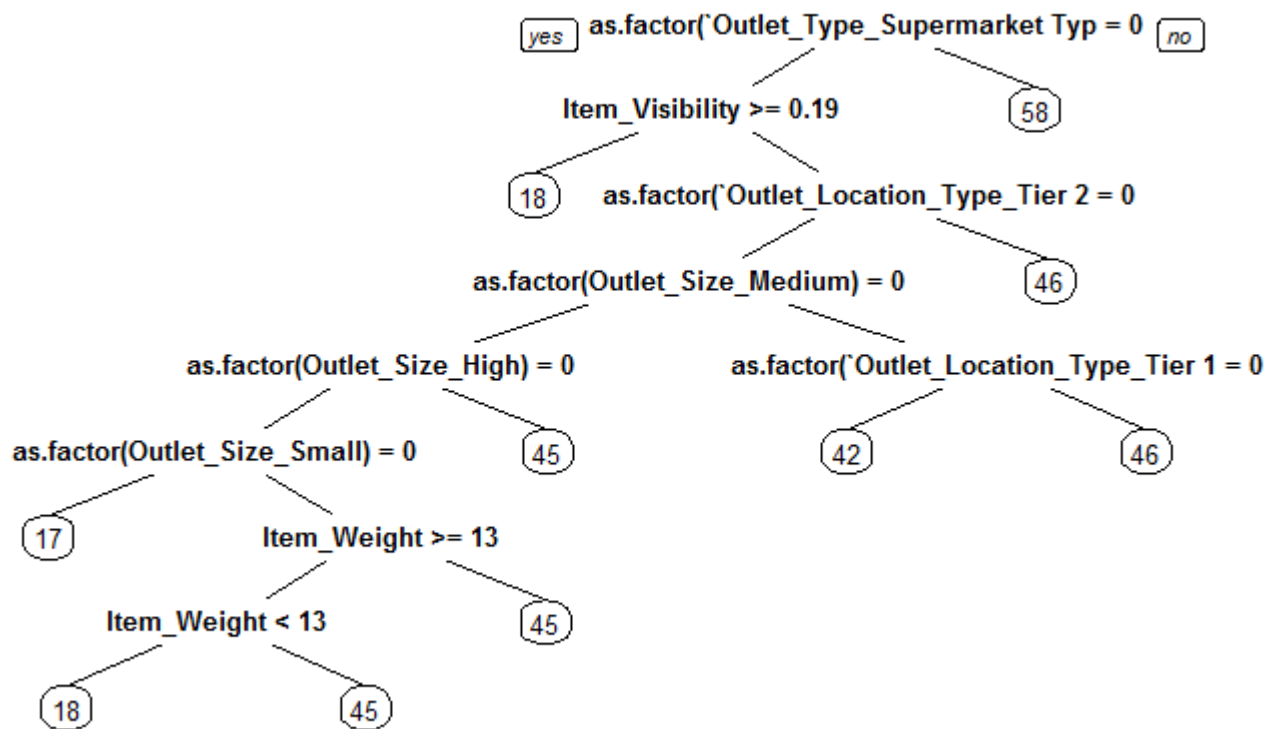 yes as.factor(`Outlet_Type_Supermarket Typ = 0 no
Item_Visibility >= 0.19
58
18
as.factor(`Outlet_Location_Type_Tier 2 = 0
as.factor(Outlet_Size_Medium) = 0
46
as.factor(Outlet_Size_High) = 0
as.factor(`Outlet_Location_Type_Tier 1 = 0
as.factor(Outlet_Size_Small) = 0
45
42
46
17
Item_Weight >= 13
Item_Weight < 13
45
18
45